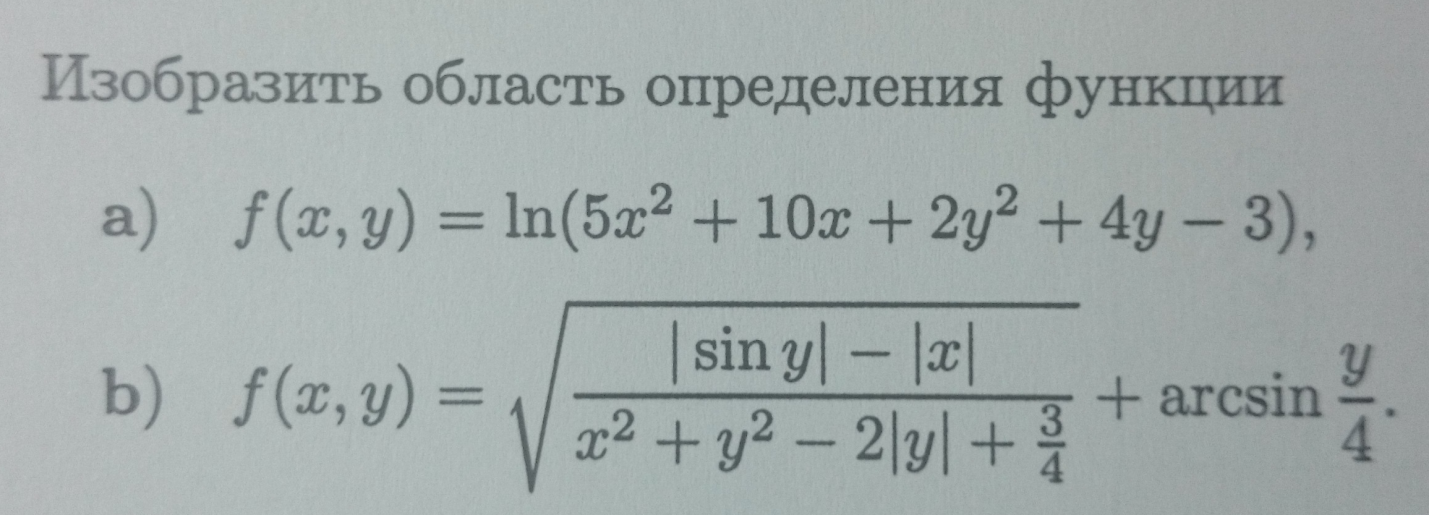 Изобразить область определения функции
a) f(x, y) = ln(5x² + 10x + 2y² + 4y − 3),
b) f(x, y) = √((|sin y| − |x|)/(x² + y² − 2|y| + 3/4)) + arcsin y/4.